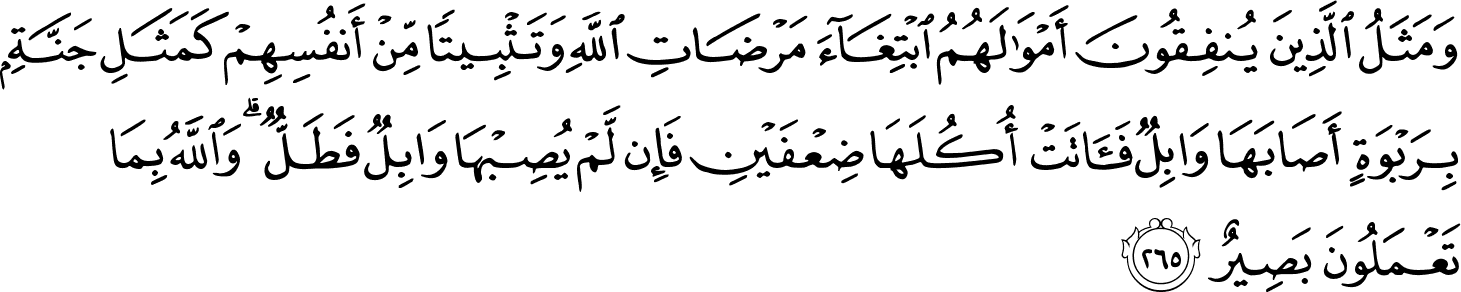 وَمَثَلُ ٱلَّذِينَ يُنفِقُونَ أَمْوَٰلَهُمُ ٱبْتِغَآءَ مَرْضَاتِ ٱللَّهِ وَتَثْبِيتًا مِّنْ أَنفُسِهِمْ كَمَثَلِ جَنَّةٍۭ
بِرَبْوَةٍ أَصَابَهَا وَابِلٌ فَـَٔاتَتْ أُكُلَهَا ضِعْفَيْنِ فَإِن لَّمْ يُصِبْهَا وَابِلٌ فَطَلٌّ ۗ وَٱللَّهُ بِمَا
تَعْمَلُونَ بَصِيرٌ ٢٦٥